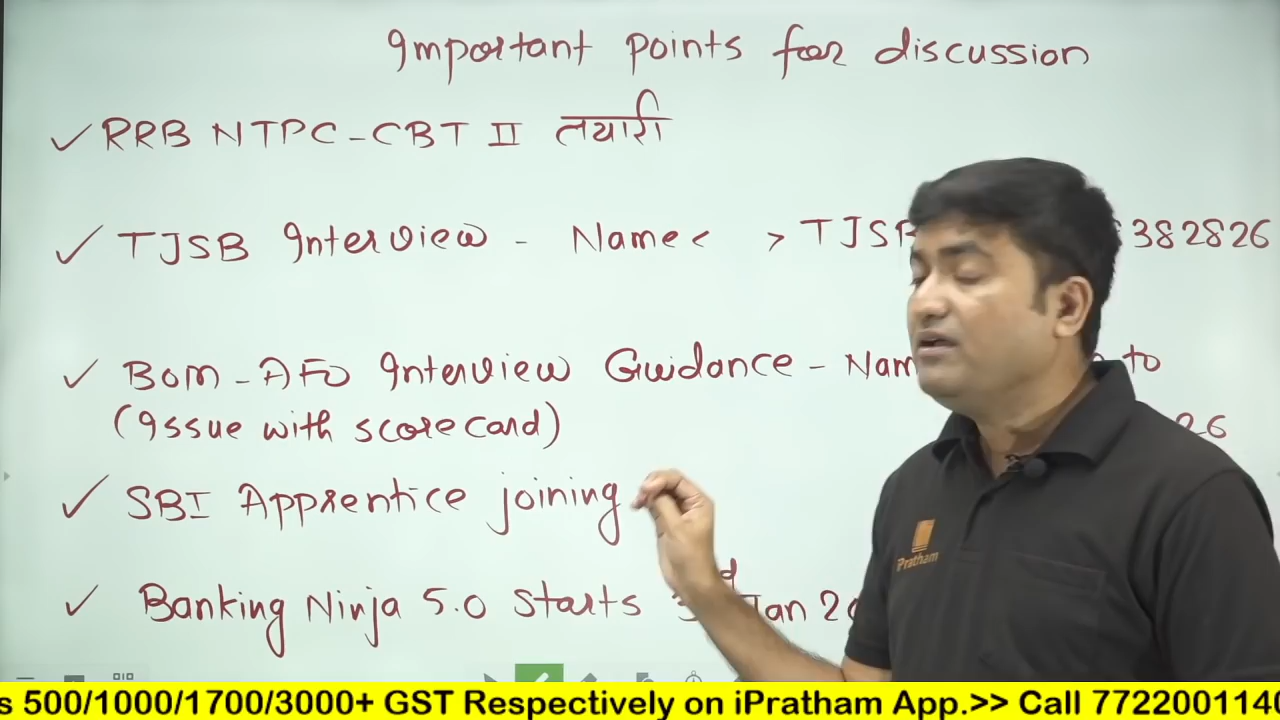 Important points for discussion
RRB NTPC-CBT II तयारी
TJSB Interview - Name < > TJSB 382826
BOM-AFO Interview Guidance - Nam to
(Issue with scorecard) 26
SBI Apprentice joining
Banking Ninja 5.0 Starts 3rd Jan
iPratham
s 500/1000/1700/3000+ GST Respectively on iPratham App.>> Call 772200114